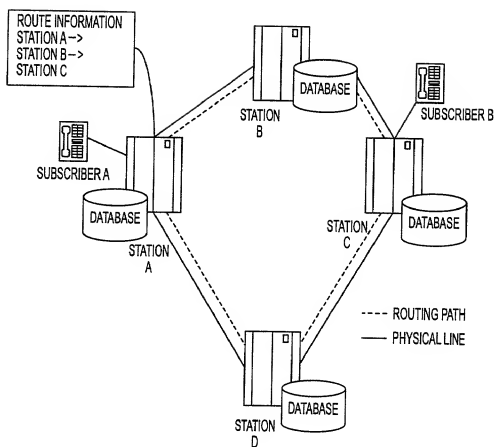 ROUTE INFORMATION
STATION A-->
STATION B-->
STATION C
DATABASE
STATION
B
SUBSCRIBER B
SUBSCRIBER A
DATABASE
STATION
A
STATION
C
DATABASE
ROUTING PATH
PHYSICAL LINE
STATION
D
DATABASE